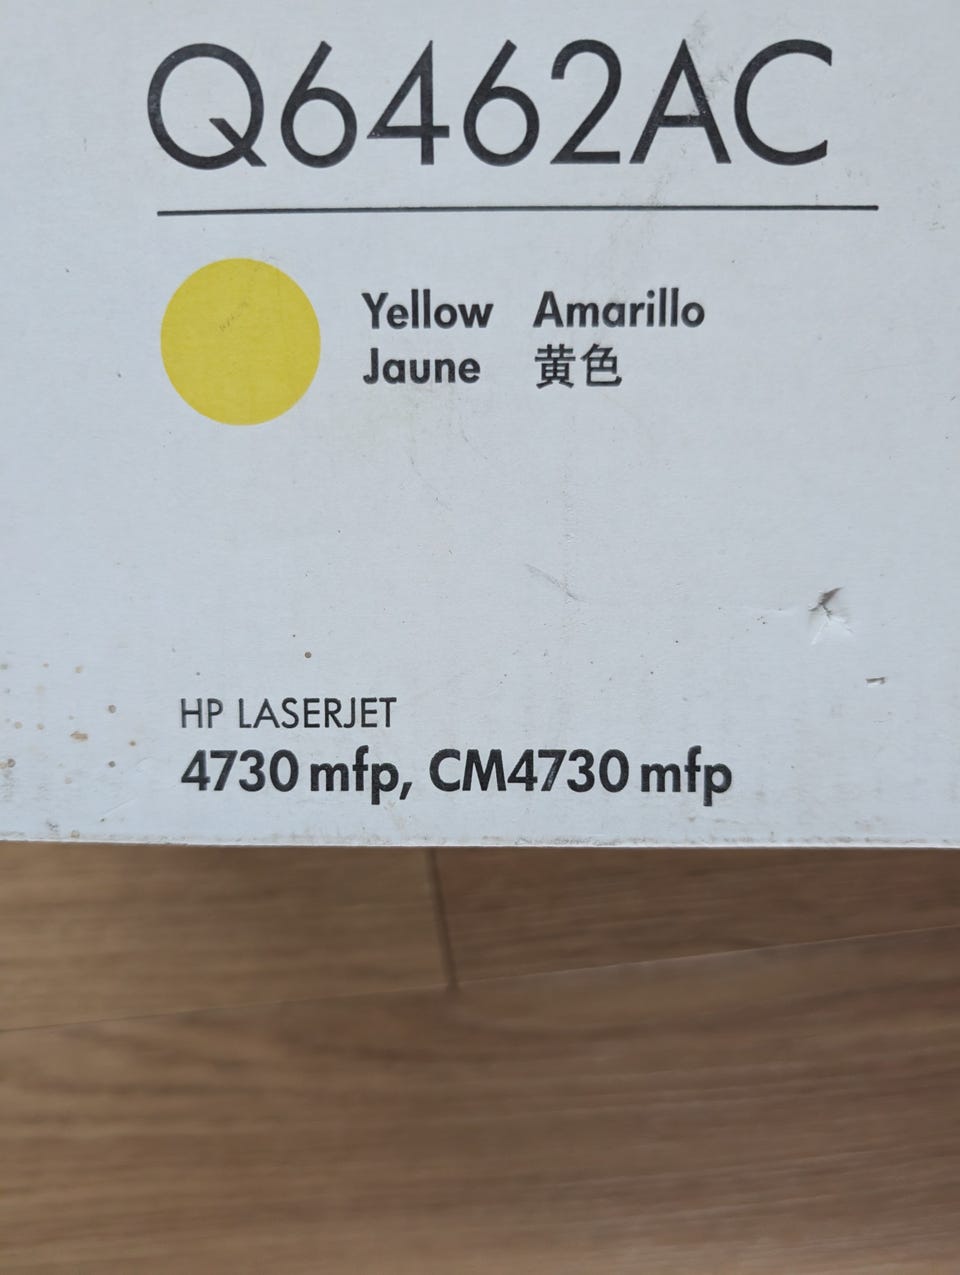 Q6462AC
Yellow Amarillo
Jaune 黄色
HP LASERJET
4730 mfp, CM4730 mfp